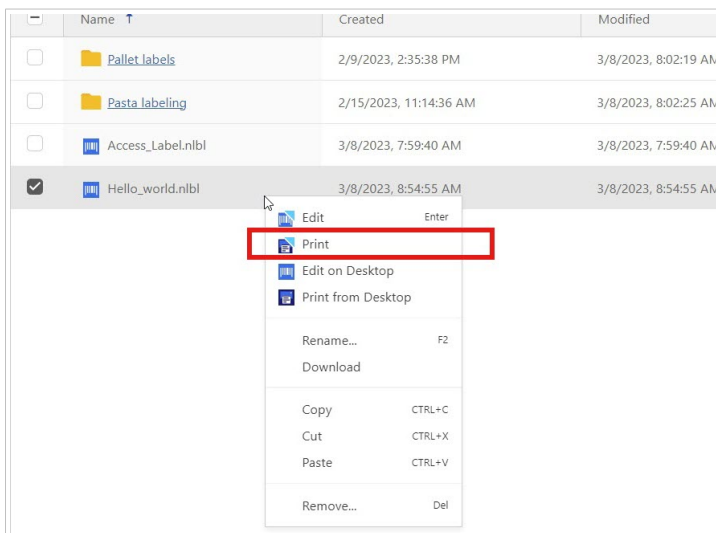 Name ↑ Created Modified
Pallet labels 2/9/2023, 2:35:38 PM 3/8/2023, 8:02:19 AM
Pasta labeling 2/15/2023, 11:14:36 AM 3/8/2023, 8:02:25 AM
Access_Label.nlbl 3/8/2023, 7:59:40 AM 3/8/2023, 7:59:40 AM
Hello_world.nlbl 3/8/2023, 8:54:55 AM 3/8/2023, 8:54:55 AM
Edit Enter
Print
Edit on Desktop
Print from Desktop
Rename... F2
Download
Copy CTRL+C
Cut CTRL+X
Paste CTRL+V
Remove... Del